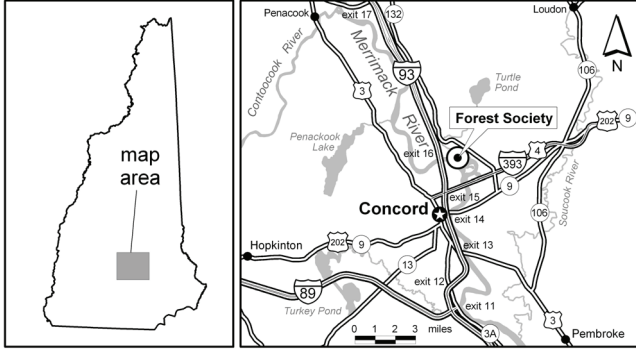 map
area
Penacook
exit 17
132
Loudon
N
Contoocook River
Merrimack
River
93
3
Turtle
Pond
106
202
9
Forest Society
4
Penackook
Lake
exit 16
393
9
exit 15
Soucook River
Concord
exit 14
106
202
9
Hopkinton
exit 13
13
exit 12
89
Turkey Pond
exit 11
3
0 1 2 3 miles
3A
Pembroke